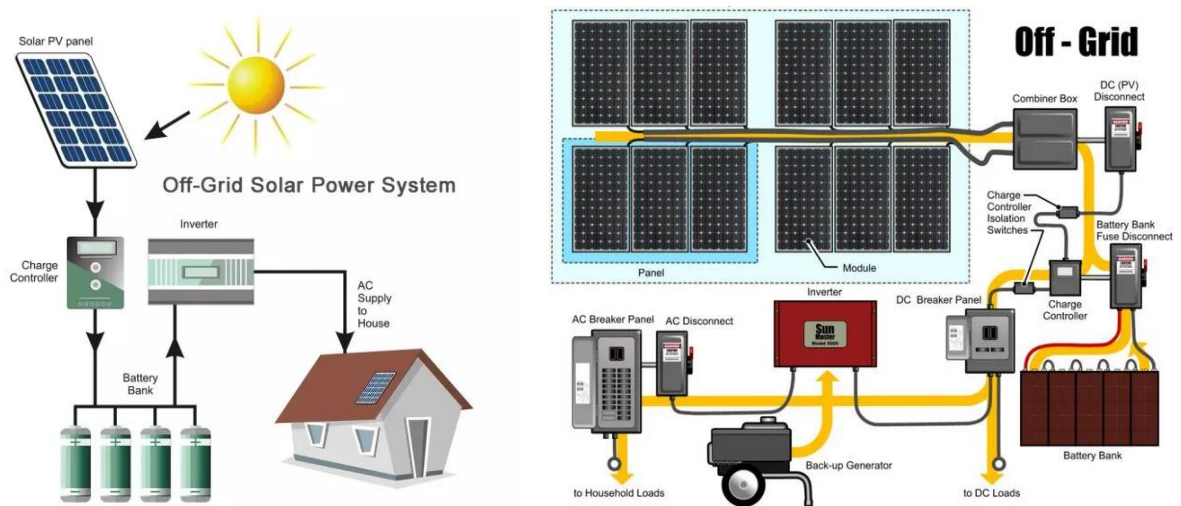 Solar PV panel
Off-Grid Solar Power System
Inverter
Charge
Controller
AC
Supply
to
House
Battery
Bank
Off - Grid
DC (PV)
Disconnect
Combiner Box
Charge
Controller
Isolation
Switches
Battery Bank
Fuse Disconnect
Panel
Module
Inverter
DC Breaker Panel
Charge
Controller
AC Breaker Panel
AC Disconnect
Sun
Master
Back-up Generator
Battery Bank
to Household Loads
to DC Loads